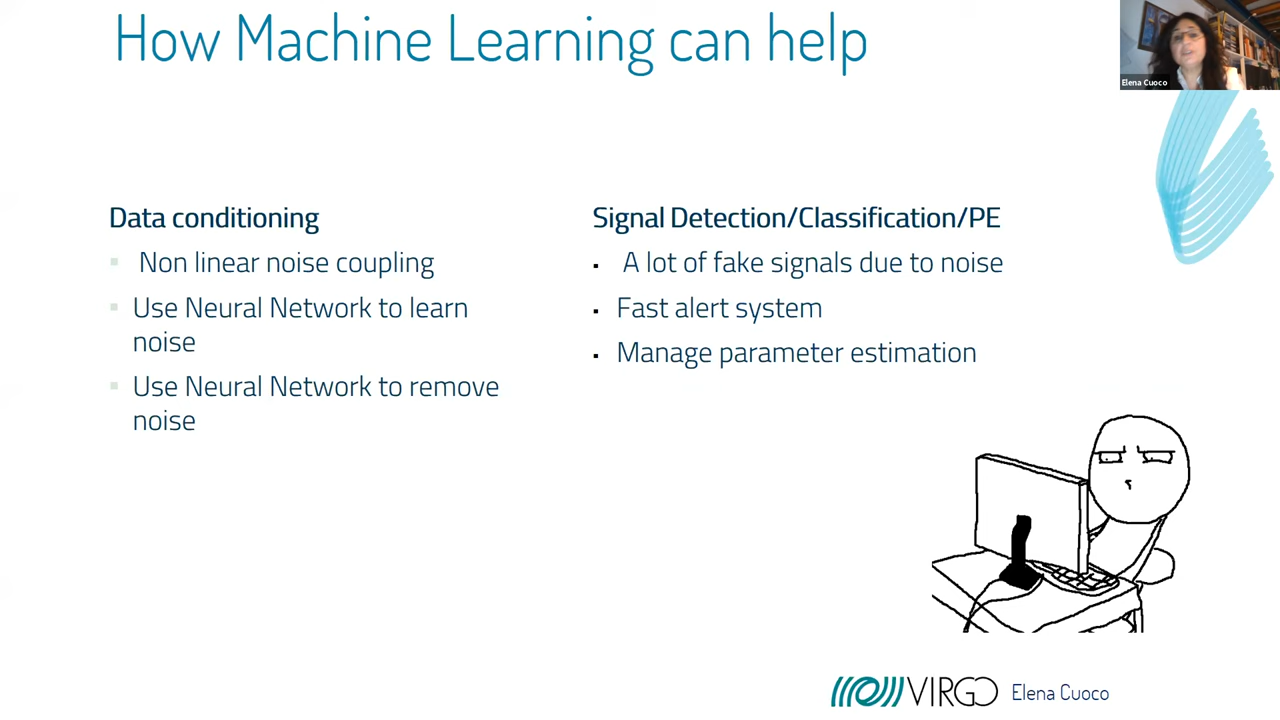 How Machine Learning can help
Elena Cuoco
Data conditioning
Non linear noise coupling
Use Neural Network to learn
noise
Use Neural Network to remove
noise
Signal Detection/Classification/PE
A lot of fake signals due to noise
Fast alert system
Manage parameter estimation
VIRGO Elena Cuoco